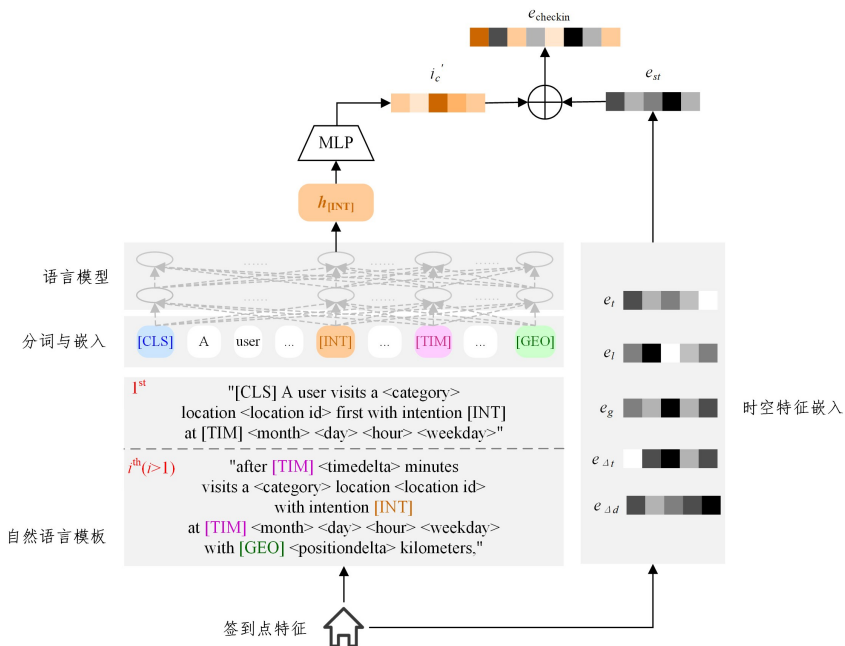 e_checkin
i_c'
e_st
MLP
h_[INT]
语言模型
...... ...... ......
...... ...... ......
分词与嵌入
[CLS] A user ... [INT] ... [TIM] ... [GEO]
1st
"[CLS] A user visits a <category>
location <location id> first with intention [INT]
at [TIM] <month> <day> <hour> <weekday>"
ith(i>1)
"after [TIM] <timedelta> minutes
visits a <category> location <location id>
with intention [INT]
at [TIM] <month> <day> <hour> <weekday>
with [GEO] <positiondelta> kilometers,"
自然语言模板
e_t
e_l
e_g
e_Δt
e_Δd
时空特征嵌入
签到点特征